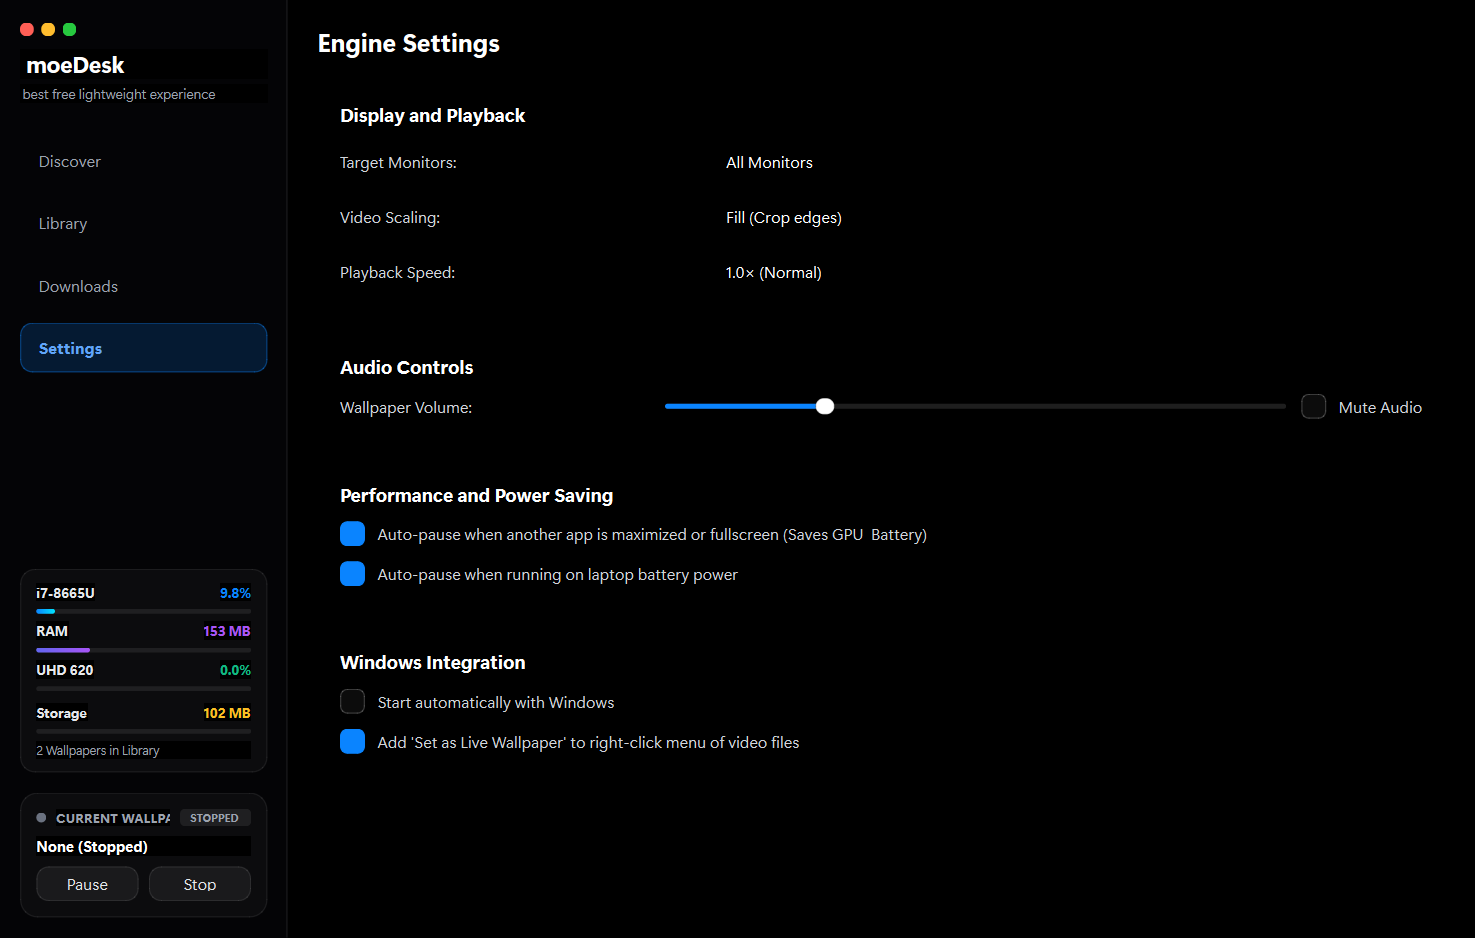 moeDesk
best free lightweight experience
Discover
Library
Downloads
Settings
i7-8665U 9.8%
RAM 153 MB
UHD 620 0.0%
Storage 102 MB
2 Wallpapers in Library
CURRENT WALLPA STOPPED
None (Stopped)
Pause Stop
Engine Settings
Display and Playback
Target Monitors: All Monitors
Video Scaling: Fill (Crop edges)
Playback Speed: 1.0× (Normal)
Audio Controls
Wallpaper Volume: Mute Audio
Performance and Power Saving
Auto-pause when another app is maximized or fullscreen (Saves GPU  Battery)
Auto-pause when running on laptop battery power
Windows Integration
Start automatically with Windows
Add 'Set as Live Wallpaper' to right-click menu of video files